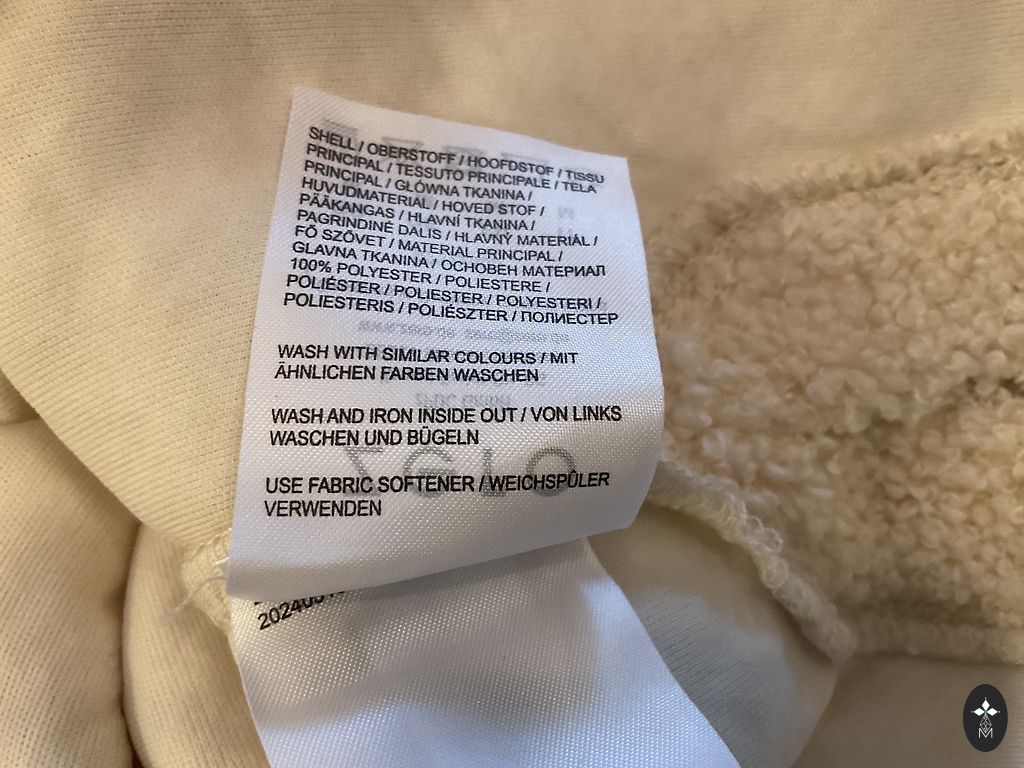 SHELL / OBERSTOFF / HOOFDSTOF / TISSU
PRINCIPAL / TESSUTO PRINCIPALE / TELA
PRINCIPAL / GŁÓWNA TKANINA /
HUVUDMATERIAL / HOVED STOF /
PÄÄKANGAS / HLAVNÍ TKANINA /
PAGRINDINĖ DALIS / HLAVNÝ MATERIÁL /
FŐ SZÖVET / MATERIAL PRINCIPAL /
GLAVNA TKANINA / ОСНОВЕН МАТЕРИАЛ
100% POLYESTER / POLIESTERE /
POLIÉSTER / POLIESTER / POLYESTERI /
POLIESTERIS / POLIÉSZTER / ПОЛИЕСТЕР
WASH WITH SIMILAR COLOURS / MIT
ÄHNLICHEN FARBEN WASCHEN
WASH AND IRON INSIDE OUT / VON LINKS
WASCHEN UND BÜGELN
USE FABRIC SOFTENER / WEICHSPÜLER
VERWENDEN